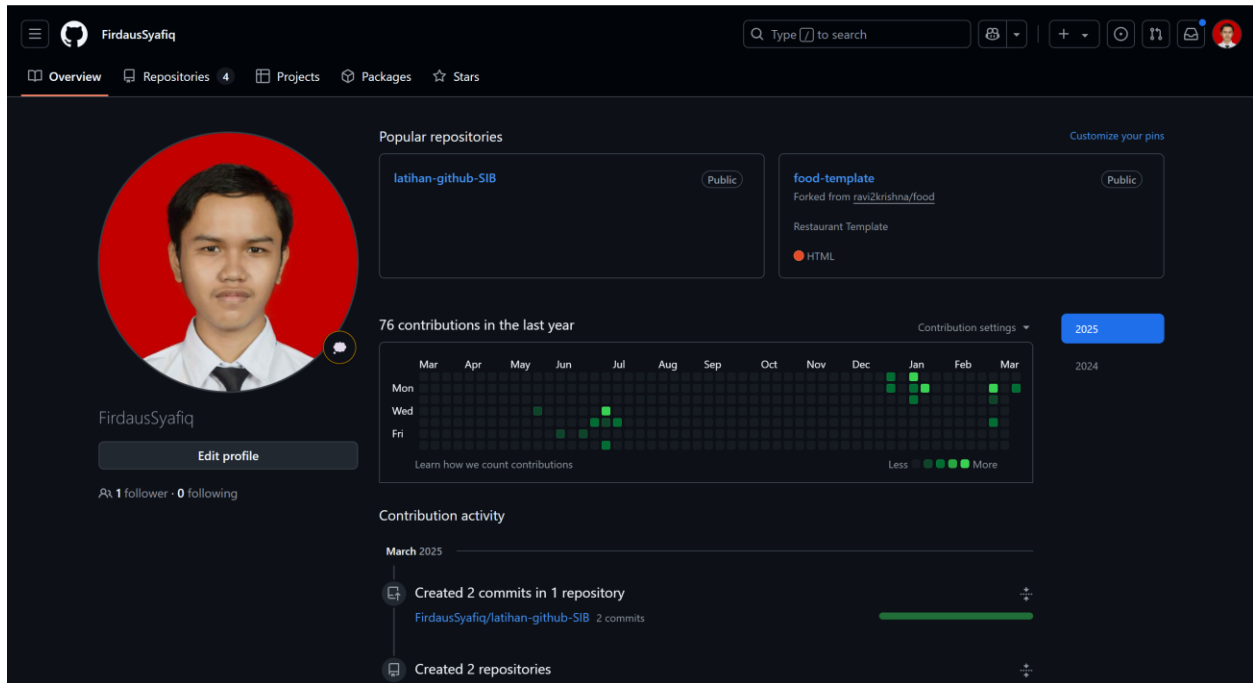 FirdausSyafiq
Type / to search
Overview Repositories 4 Projects Packages Stars
FirdausSyafiq
Edit profile
1 follower · 0 following
Popular repositories
Customize your pins
latihan-github-SIB Public
food-template Public
Forked from ravi2krishna/food
Restaurant Template
HTML
76 contributions in the last year
Contribution settings
2025
2024
Mar Apr May Jun Jul Aug Sep Oct Nov Dec Jan Feb Mar
Mon
Wed
Fri
Learn how we count contributions
Less More
Contribution activity
March 2025
Created 2 commits in 1 repository
FirdausSyafiq/latihan-github-SIB 2 commits
Created 2 repositories